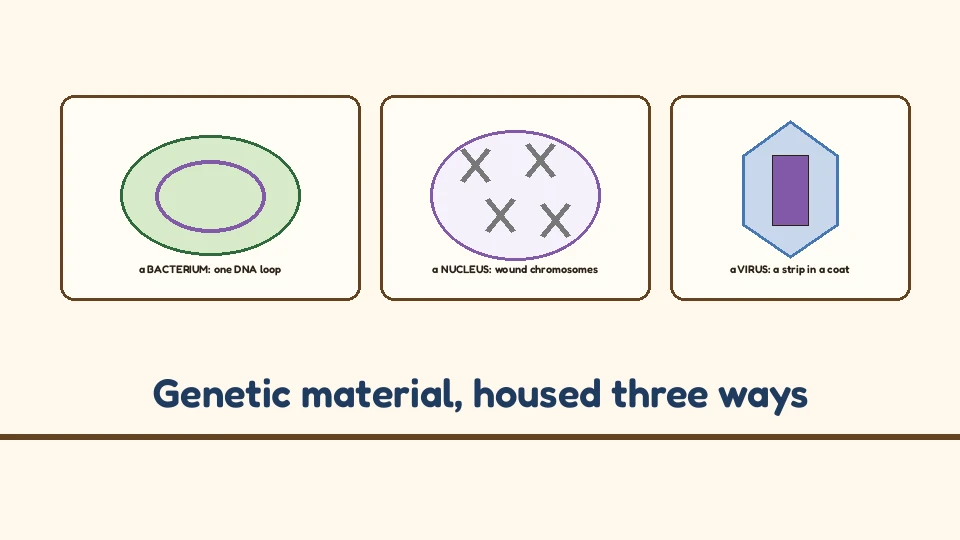 a BACTERIUM: one DNA loop
a NUCLEUS: wound chromosomes
a VIRUS: a strip in a coat
Genetic material, housed three ways